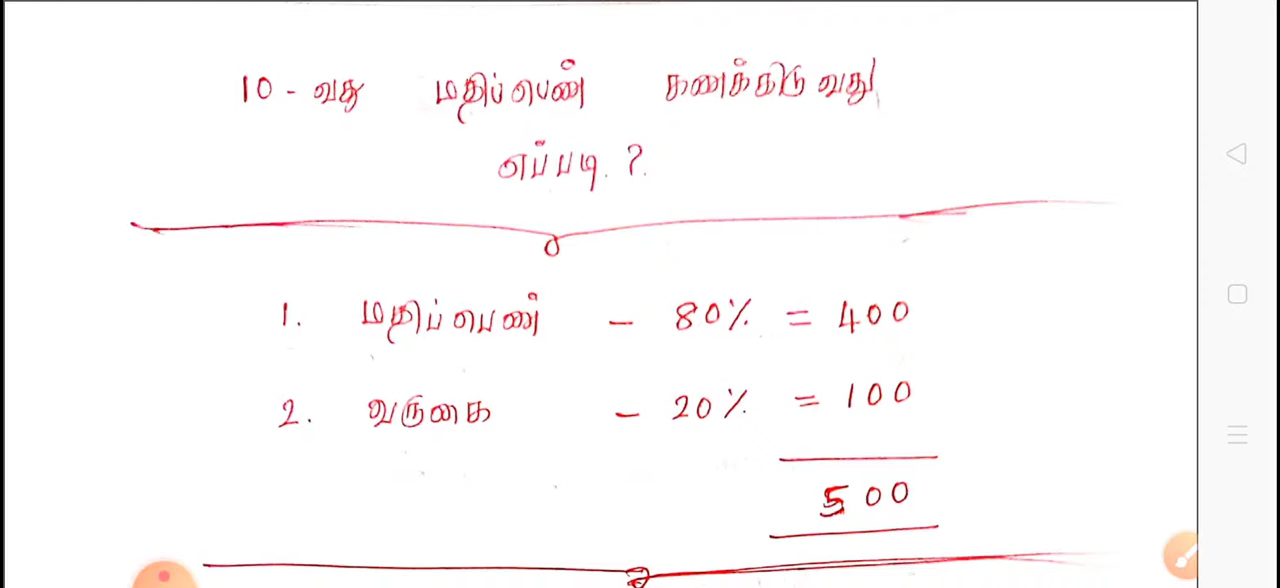 10 - வது மதிப்பெண் கணக்கிடுவது
எப்படி.?
1. மதிப்பெண் - 80% = 400
2. வருகை - 20% = 100
500